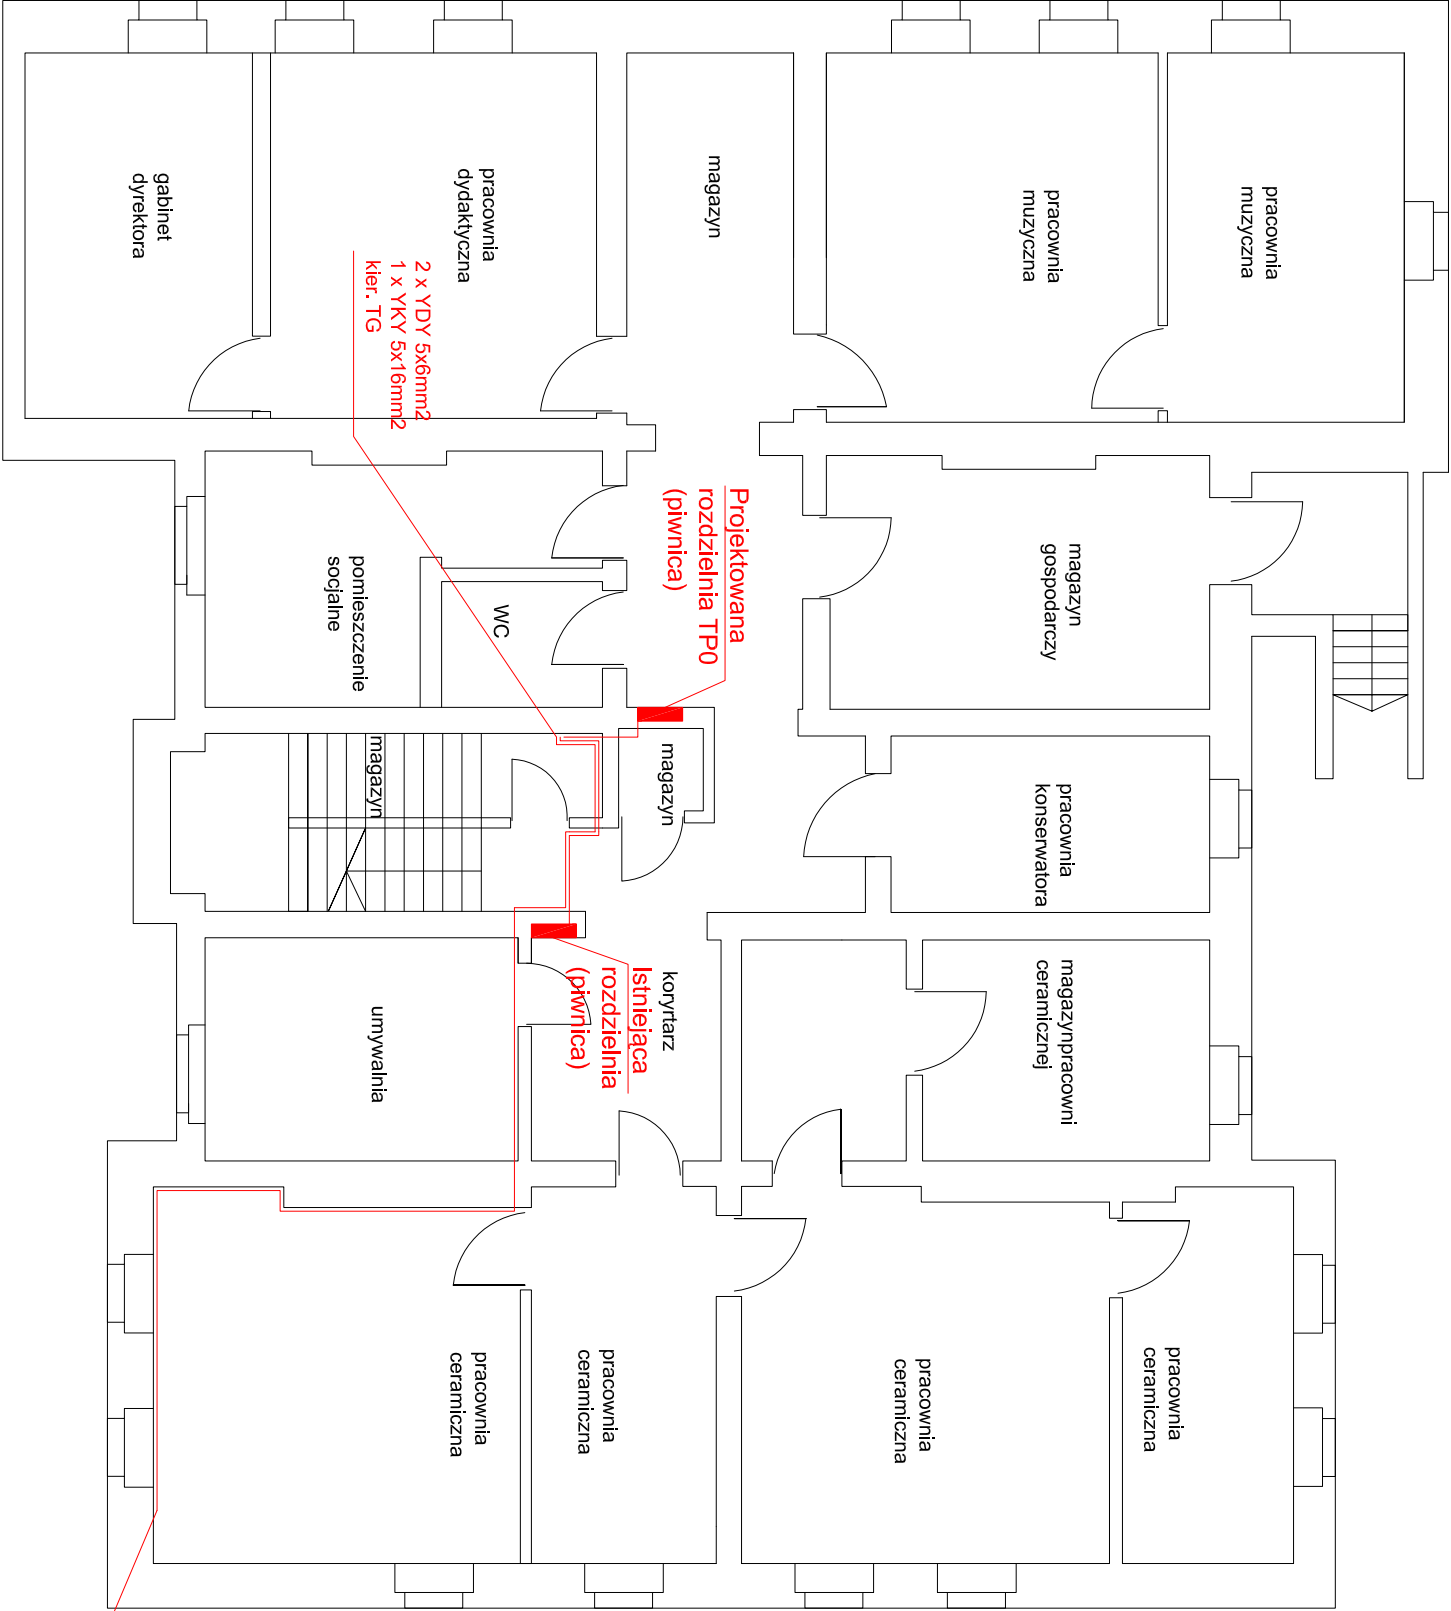 gabinet
dyrektora
pracownia
dydaktyczna
magazyn
pracownia
muzyczna
pracownia
muzyczna
2 x YDY 5x6mm2
1 x YKY 5x16mm2
kier. TG
Projektowana
rozdzielnia TP0
(piwnica)
pomieszczenie
socjalne
WC
magazyn
gospodarczy
magazyn
magazyn
pracownia
konserwatora
Istniejąca
rozdzielnia
(piwnica)
korytarz
umywalnia
magazynpracowni
ceramicznej
pracownia
ceramiczna
pracownia
ceramiczna
pracownia
ceramiczna
pracownia
ceramiczna